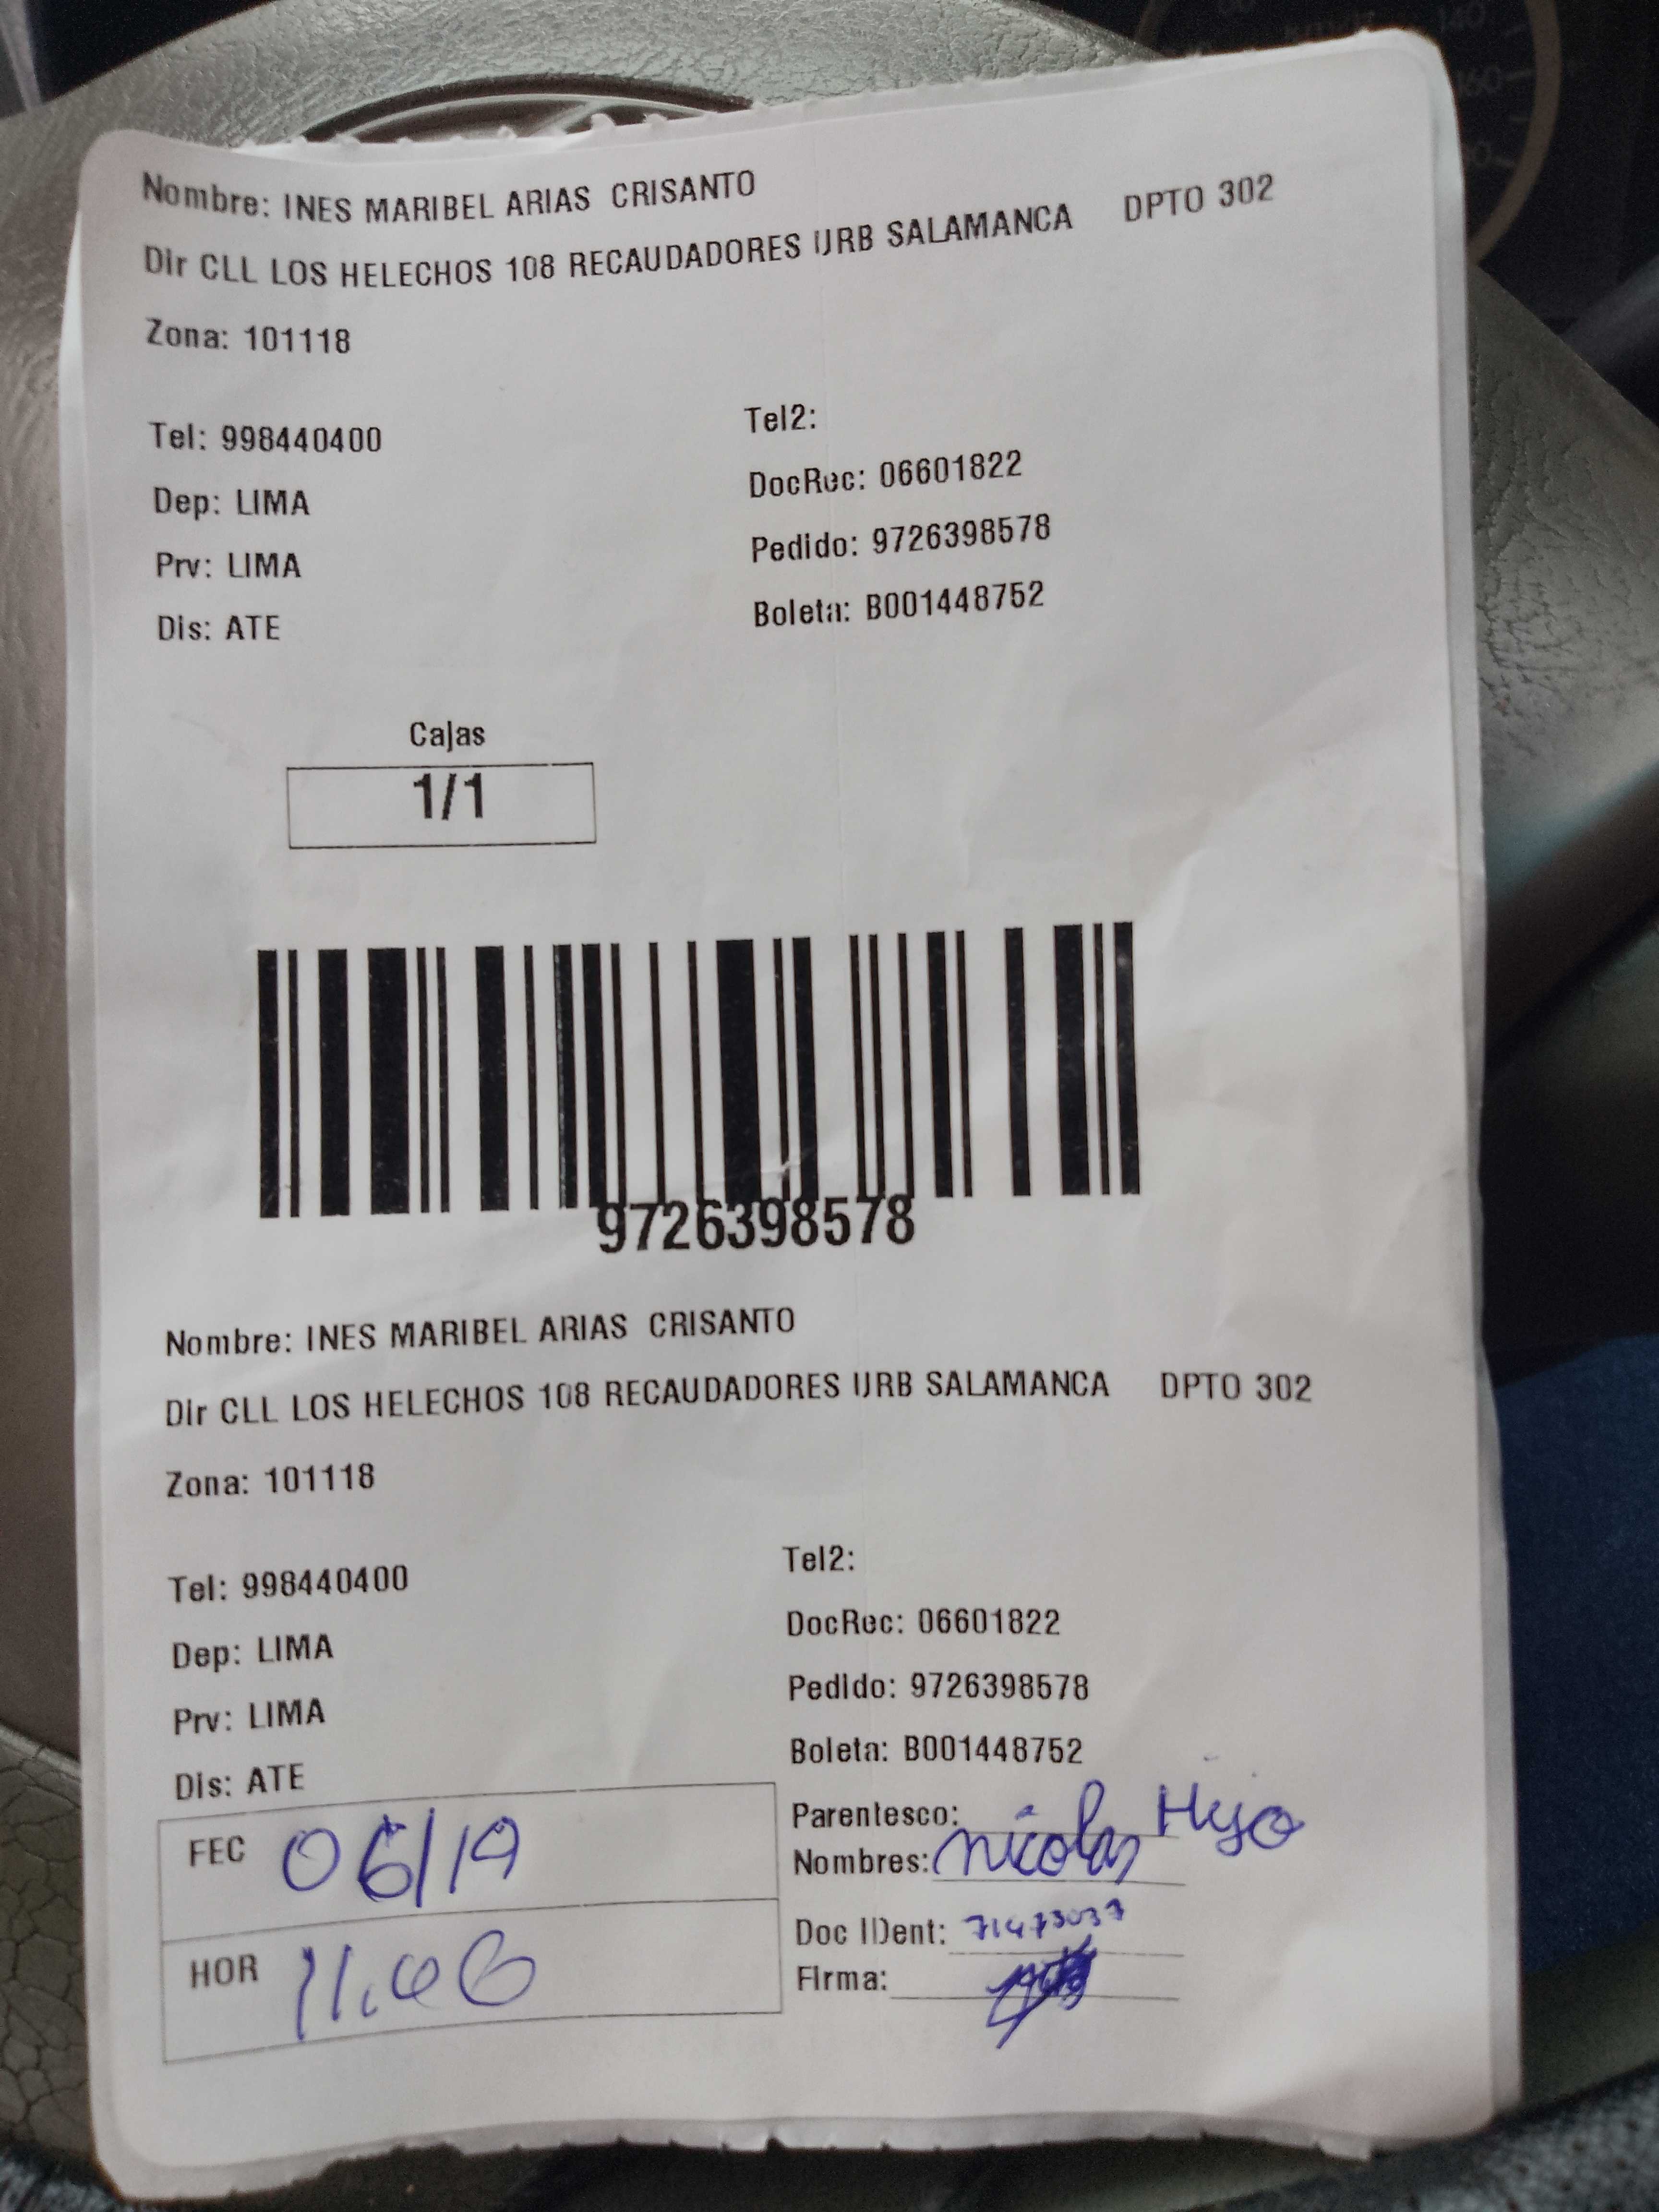 Nombre: INES MARIBEL ARIAS CRISANTO
Dir CLL LOS HELECHOS 108 RECAUDADORES URB SALAMANCA DPTO 302
Zona: 101118
Tel: 998440400 Tel2:
Dep: LIMA DocRec: 06601822
Prv: LIMA Pedido: 9726398578
Dis: ATE Boleta: B001448752
Cajas
1/1
9726398578
Nombre: INES MARIBEL ARIAS CRISANTO
Dir CLL LOS HELECHOS 108 RECAUDADORES URB SALAMANCA DPTO 302
Zona: 101118
Tel: 998440400 Tel2:
Dep: LIMA DocRec: 06601822
Prv: LIMA Pedido: 9726398578
Dis: ATE Boleta: B001448752
FEC 06/19 Parentesco: Hijo
Nombres: nicolas
HOR Doc IDent: 71473037
Firma:
140
160